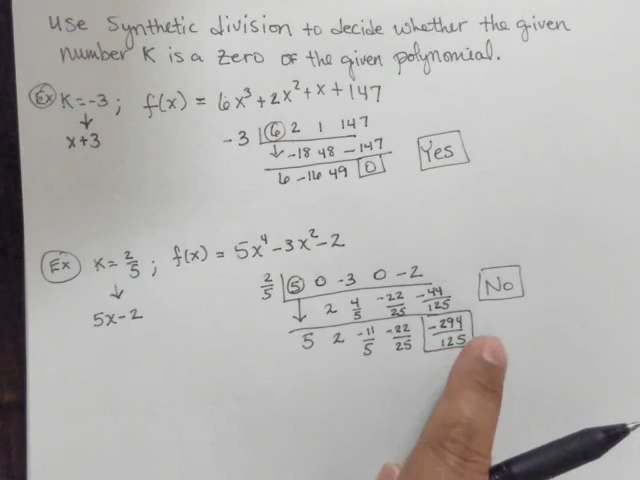 use Synthetic division to decide whether the given
number K is a zero of the given polynomial.
Ex K=-3; f(x) = 6x³+2x²+x+147
↓
x+3
-3 6 2 1 147
↓ -18 48 -147
6 -16 49 0
Yes
Ex K=2/5; f(x) = 5x⁴-3x²-2
↓
5x-2
2/5 5 0 -3 0 -2
↓ 2 4/5 -22/25 -44/125
5 2 -11/5 -22/25 -294/125
No